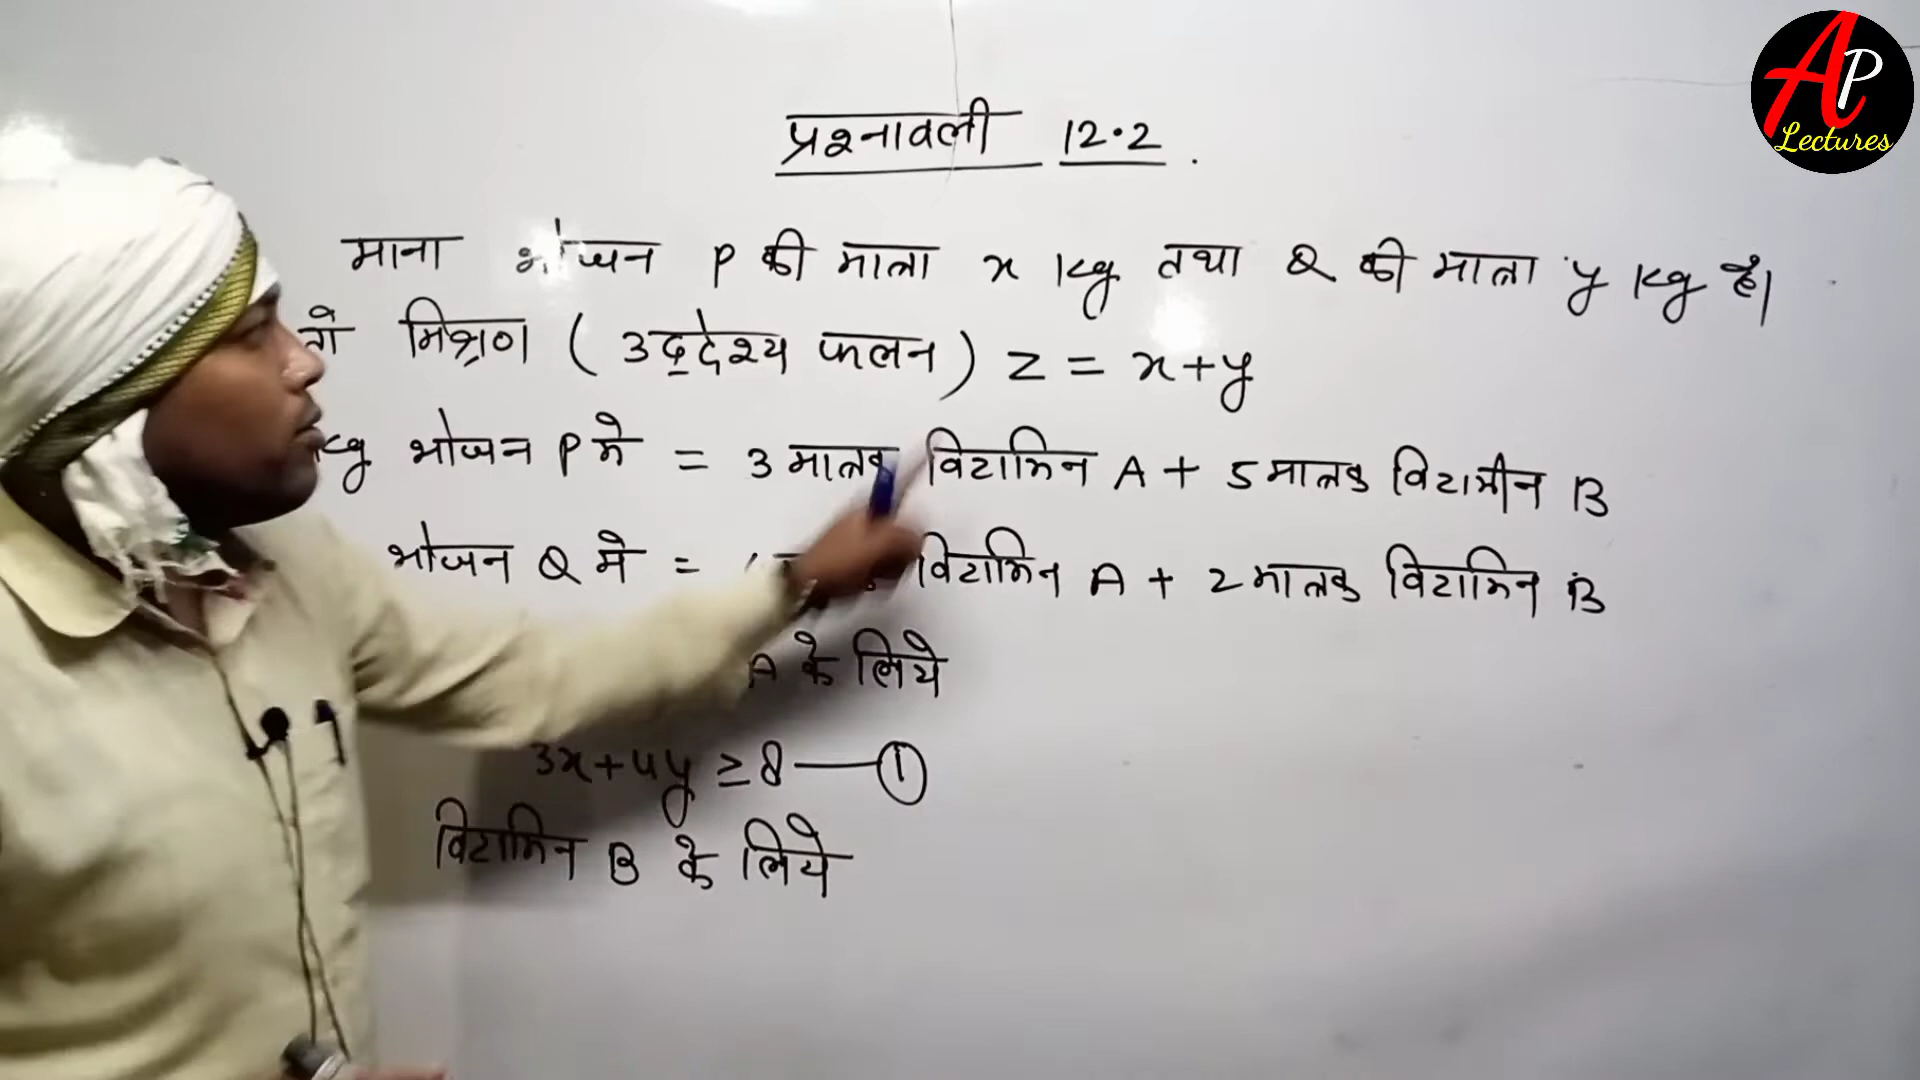 AP
Lectures
प्रश्नावली 12.2.
माना भोजन P की मात्रा x kg तथा Q की मात्रा y kg है।
मिश्रण (उद्देश्य फलन) Z = x+y
kg भोजन P मे = 3 मात्रक विटामिन A + 5 मात्रक विटामीन B
भोजन Q मे = विटामिन A + 2 मात्रक विटामिन B
A के लिये
3x+4y ≥ 8 — ①
विटामिन B के लिये